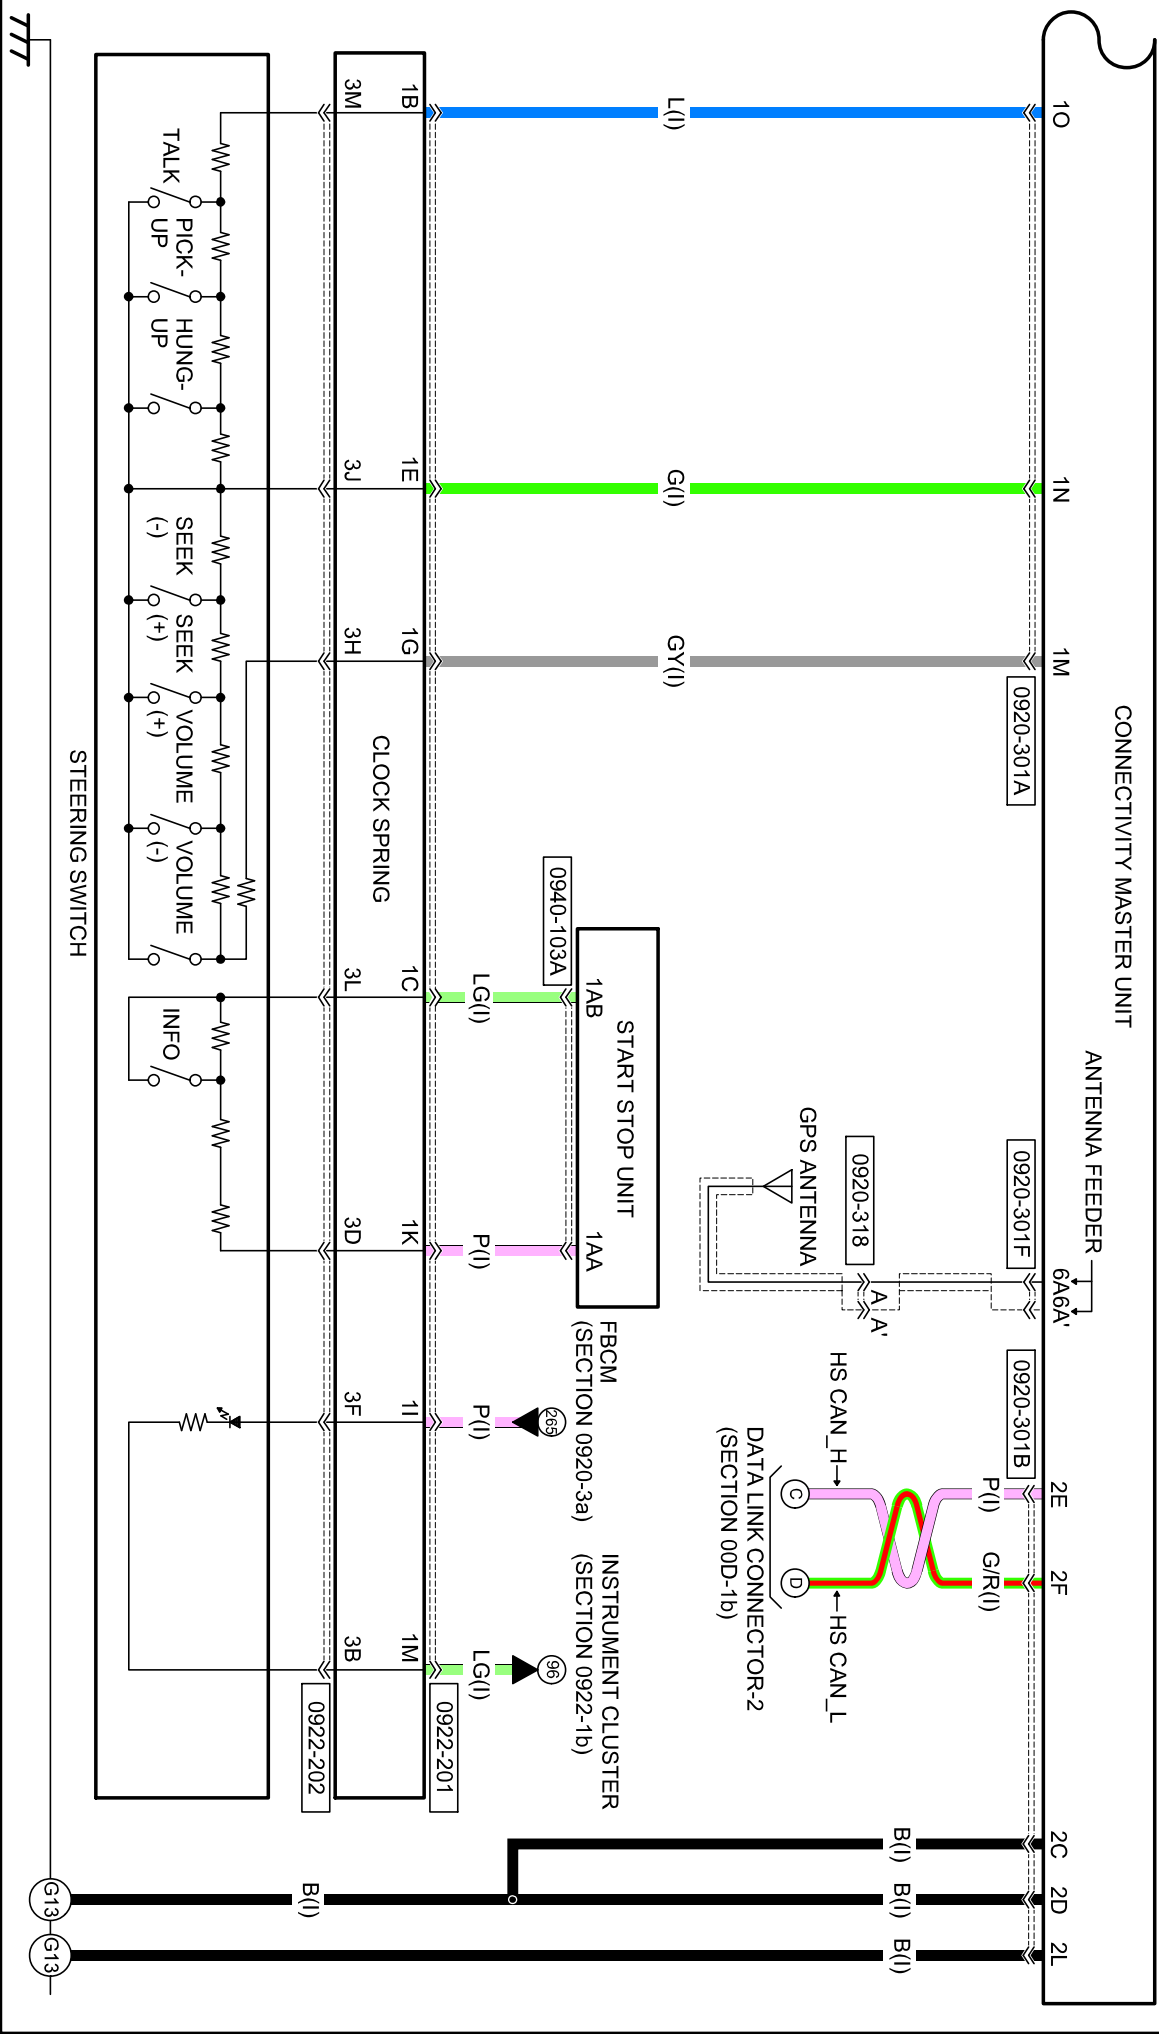 CONNECTIVITY MASTER UNIT
ANTENNA FEEDER
1O
1N
1M
6A
6A'
2E
2F
2C
2D
2L
0920-301A
0920-301F
0920-301B
L(I)
G(I)
GY(I)
P(I)
G/R(I)
B(I)
B(I)
B(I)
0920-318
A
A'
GPS ANTENNA
HS CAN_H
HS CAN_L
C
D
DATA LINK CONNECTOR-2
(SECTION 00D-1b)
START STOP UNIT
1AB
1AA
0940-103A
FBCM
(SECTION 0920-3a)
265
INSTRUMENT CLUSTER
(SECTION 0922-1b)
96
LG(I)
P(I)
P(I)
LG(I)
0922-201
1B
1E
1G
1C
1K
1I
1M
CLOCK SPRING
3M
3J
3H
3L
3D
3F
3B
0922-202
B(I)
TALK
PICK-
UP
HUNG-
UP
SEEK
(-)
SEEK
(+)
VOLUME
(+)
VOLUME
(-)
INFO
STEERING SWITCH
G13
G13